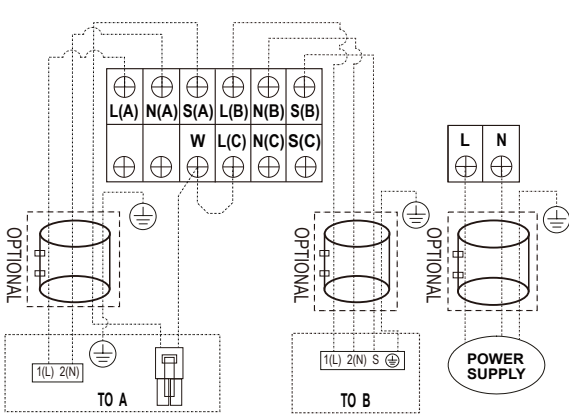 L(A) N(A) S(A) L(B) N(B) S(B)
W L(C) N(C) S(C)
L N
OPTIONAL
OPTIONAL
OPTIONAL
1(L) 2(N)
TO A
1(L) 2(N) S
TO B
POWER
SUPPLY